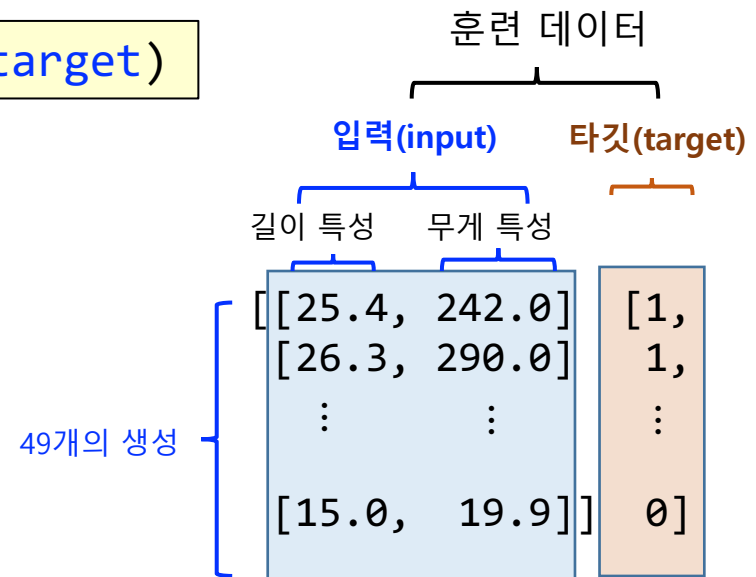 target)
훈련 데이터
입력(input) 타깃(target)
길이 특성 무게 특성
[[25.4, 242.0] [1,
[26.3, 290.0] 1,
⋮ ⋮ ⋮
49개의 생성
[15.0, 19.9]] 0]